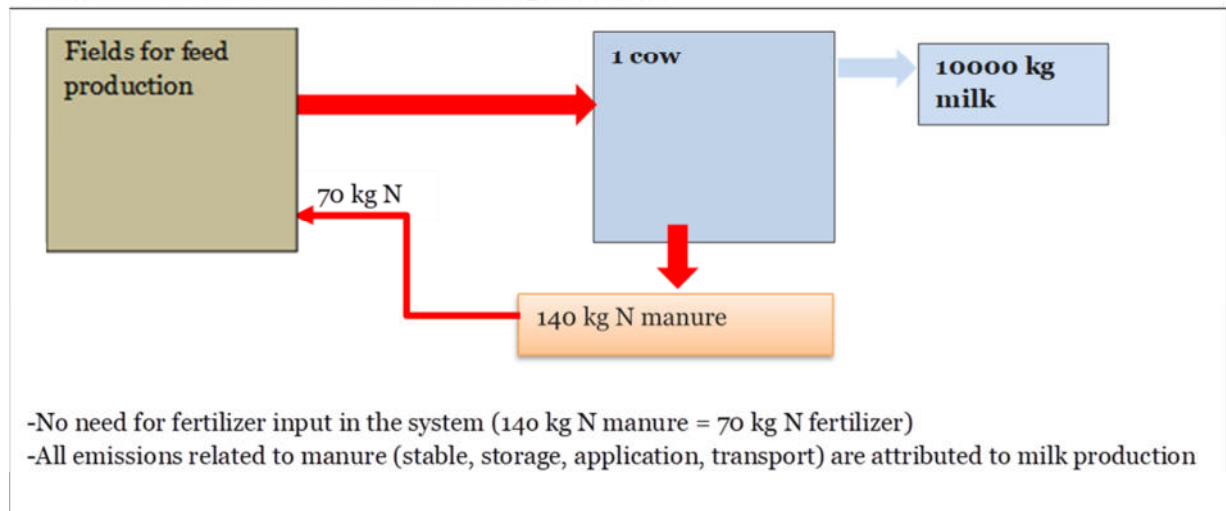 Fields for feed
production
1 cow
10000 kg
milk
70 kg N
140 kg N manure
-No need for fertilizer input in the system (140 kg N manure = 70 kg N fertilizer)
-All emissions related to manure (stable, storage, application, transport) are attributed to milk production